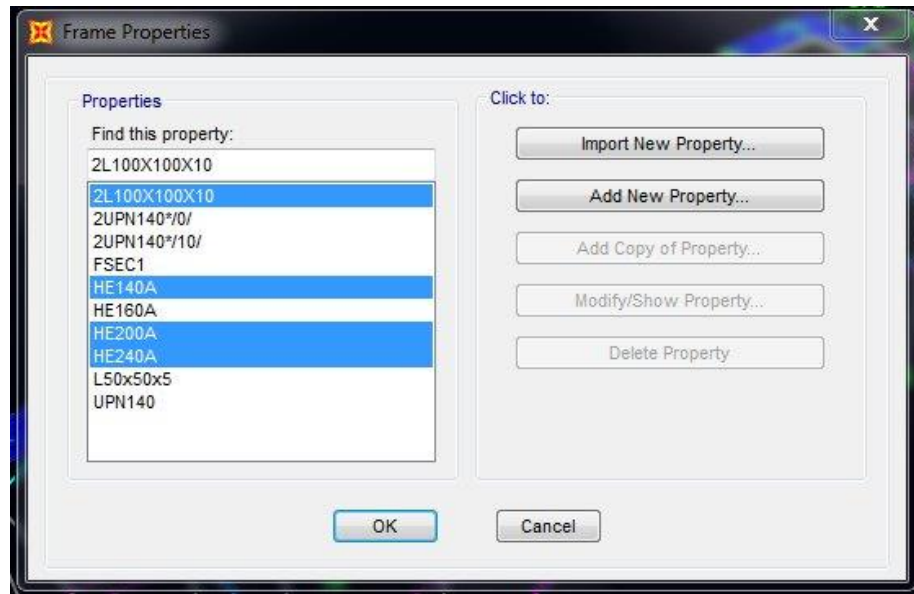 Frame Properties
X
Properties
Find this property:
2L100X100X10
2L100X100X10
2UPN140*/0/
2UPN140*/10/
FSEC1
HE140A
HE160A
HE200A
HE240A
L50x50x5
UPN140
Click to:
Import New Property...
Add New Property...
Add Copy of Property...
Modify/Show Property...
Delete Property
OK
Cancel